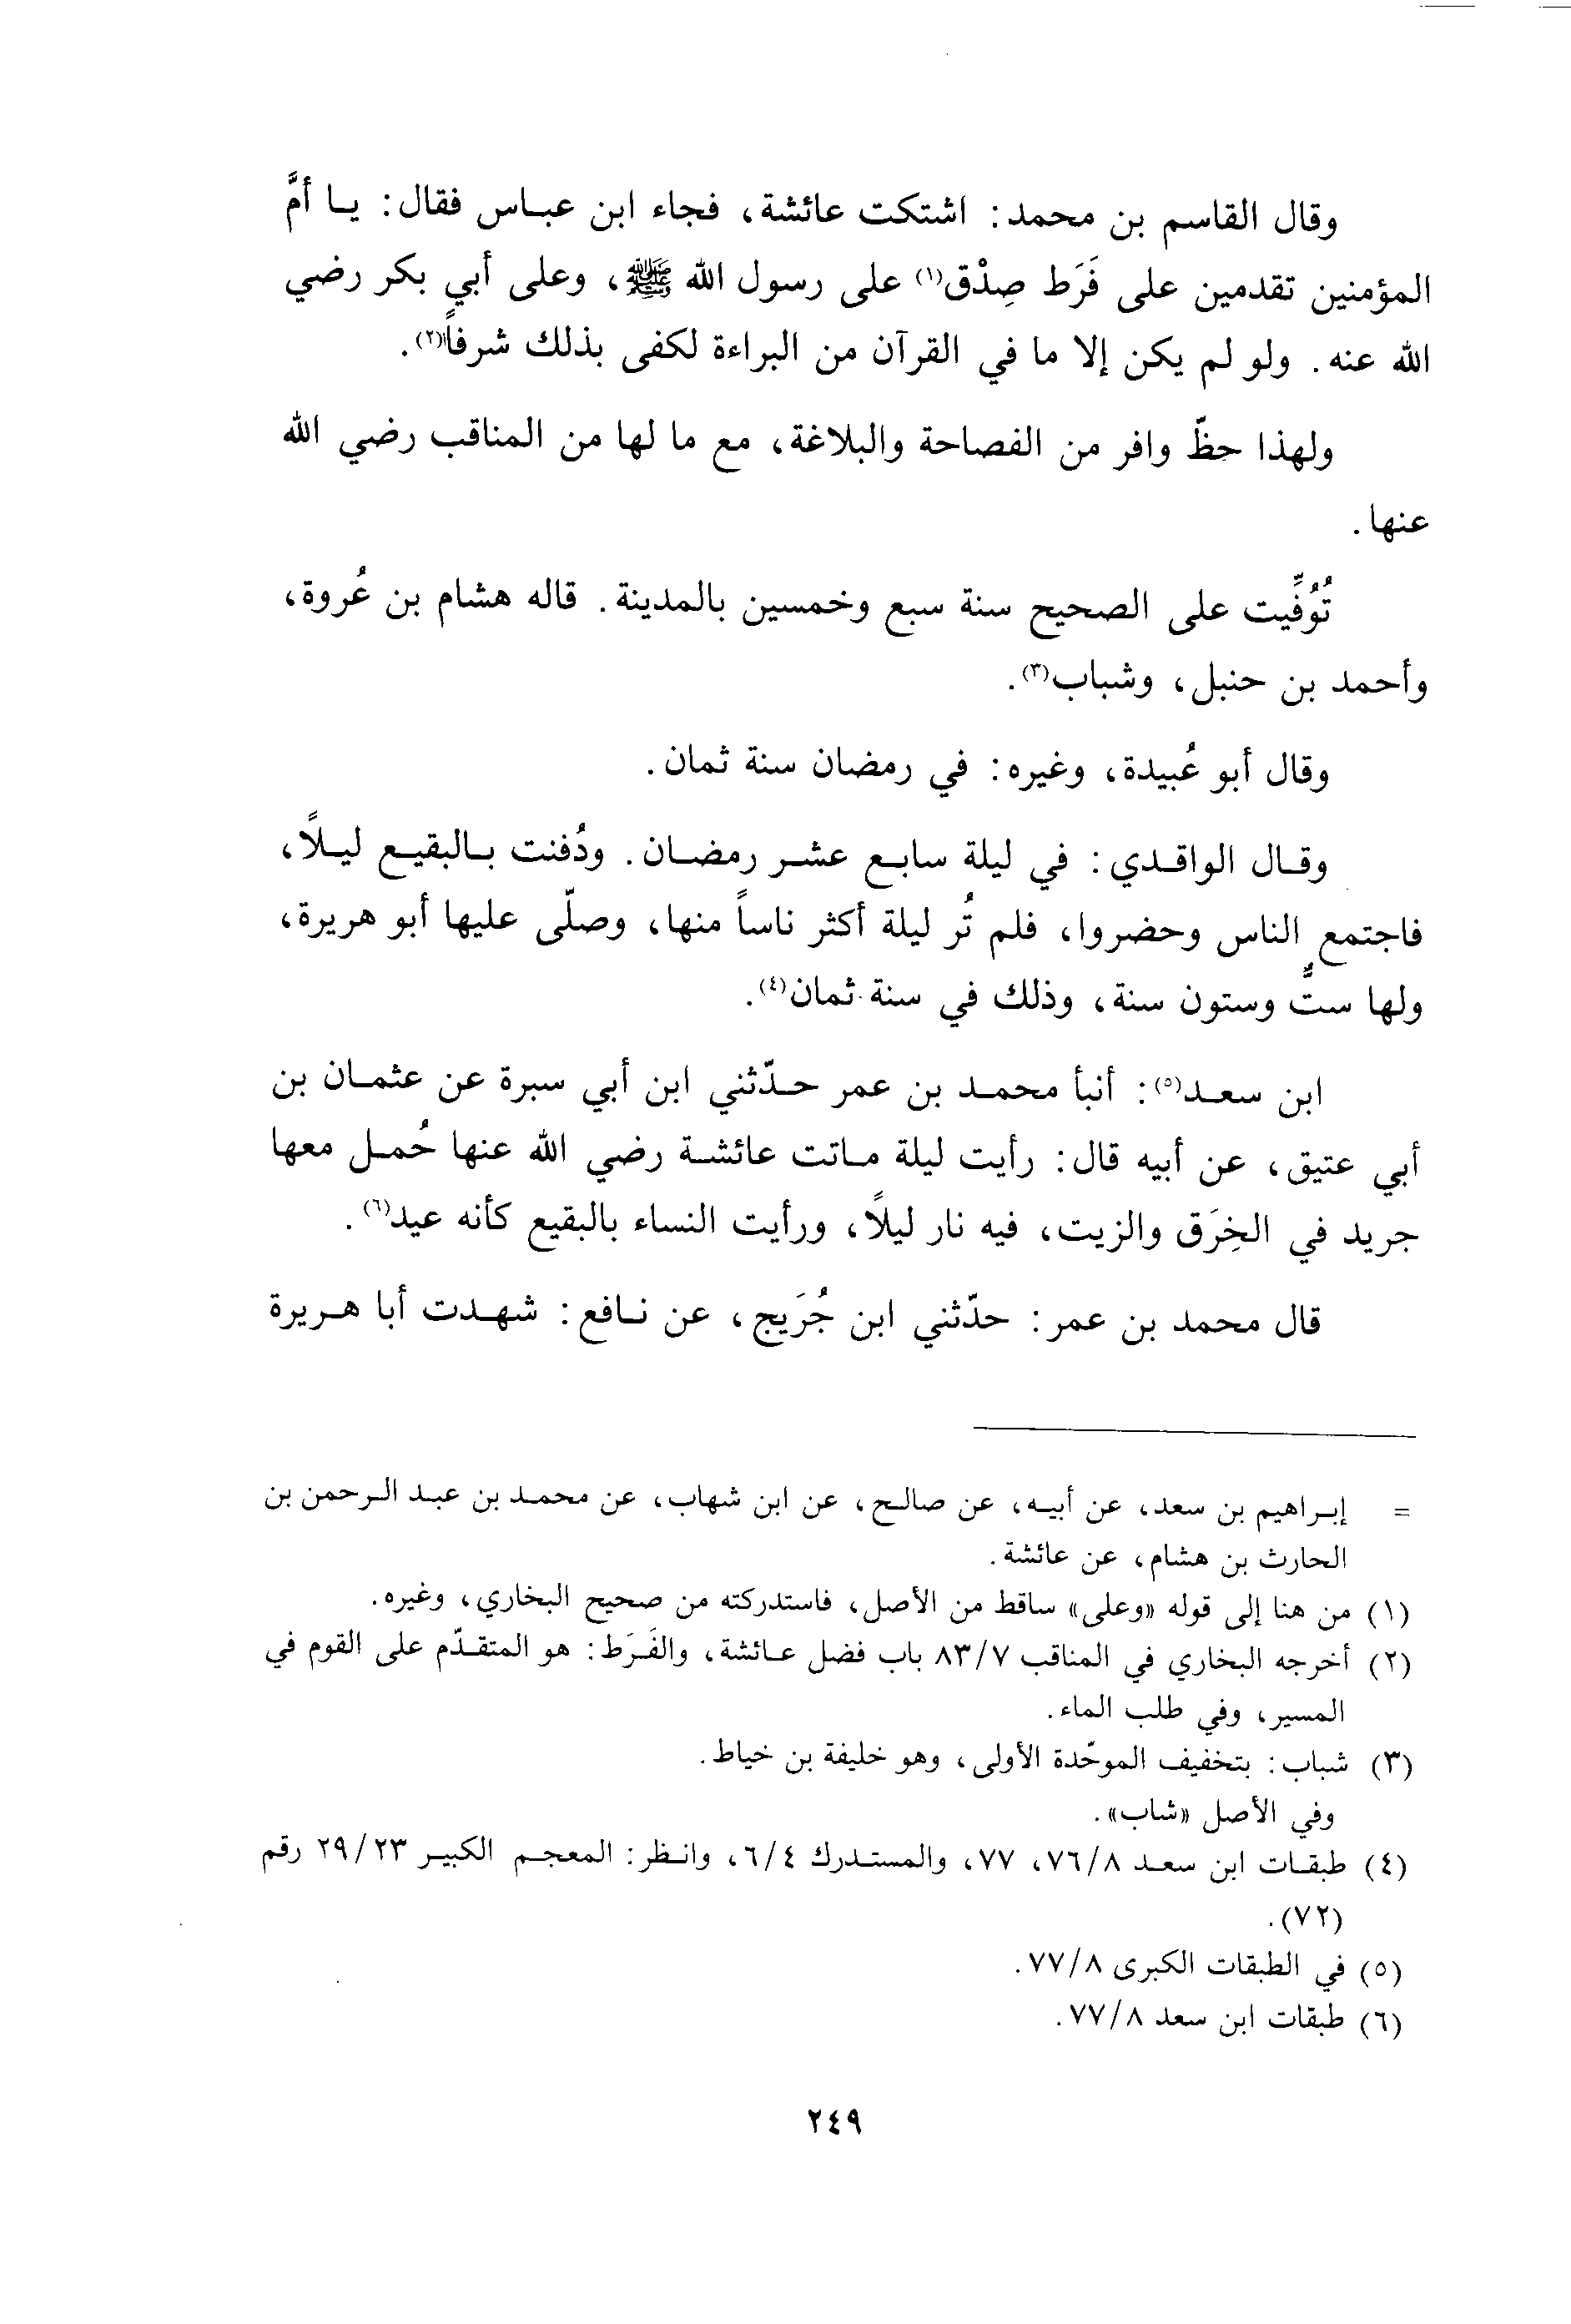 وقال القاسم بن محمد: اشتكت عائشة، فجاء ابن عباس فقال: يا أمَّ
المؤمنين تقدمين على فَرَط صِدْق(١) على رسول الله ﷺ، وعلى أبي بكر رضي
الله عنه. ولو لم يكن إلا ما في القرآن من البراءة لكفى بذلك شرفاً(٢).
ولهذا حظّ وافر من الفصاحة والبلاغة، مع ما لها من المناقب رضي الله
عنها.
تُوُفِّيت على الصحيح سنة سبع وخمسين بالمدينة. قاله هشام بن عُروة،
وأحمد بن حنبل، وشباب(٣).
وقال أبو عُبيدة، وغيره: في رمضان سنة ثمان.
وقال الواقدي: في ليلة سابع عشر رمضان. ودُفنت بالبقيع ليلاً،
فاجتمع الناس وحضروا، فلم تُر ليلة أكثر ناساً منها، وصلّى عليها أبو هريرة،
ولها ستٌّ وستون سنة، وذلك في سنة ثمان(٤).
ابن سعد(٥): أنبأ محمد بن عمر حدّثني ابن أبي سبرة عن عثمان بن
أبي عتيق، عن أبيه قال: رأيت ليلة ماتت عائشة رضي الله عنها حُمل معها
جريد في الخِرَق والزيت، فيه نار ليلاً، ورأيت النساء بالبقيع كأنه عيد(٦).
قال محمد بن عمر: حدّثني ابن جُرَيج، عن نافع: شهدت أبا هريرة
= إبراهيم بن سعد، عن أبيه، عن صالح، عن ابن شهاب، عن محمد بن عبد الرحمن بن
الحارث بن هشام، عن عائشة.
(١) من هنا إلى قوله «وعلى» ساقط من الأصل، فاستدركته من صحيح البخاري، وغيره.
(٢) أخرجه البخاري في المناقب ٨٣/٧ باب فضل عائشة، والفَرَط: هو المتقدّم على القوم في
المسير، وفي طلب الماء.
(٣) شباب: بتخفيف الموحّدة الأولى، وهو خليفة بن خياط.
وفي الأصل «شاب».
(٤) طبقات ابن سعد ٧٦/٨، ٧٧، والمستدرك ٦/٤، وانظر: المعجم الكبير ٢٩/٢٣ رقم
(٧٢).
(٥) في الطبقات الكبرى ٧٧/٨.
(٦) طبقات ابن سعد ٧٧/٨.
٢٤٩